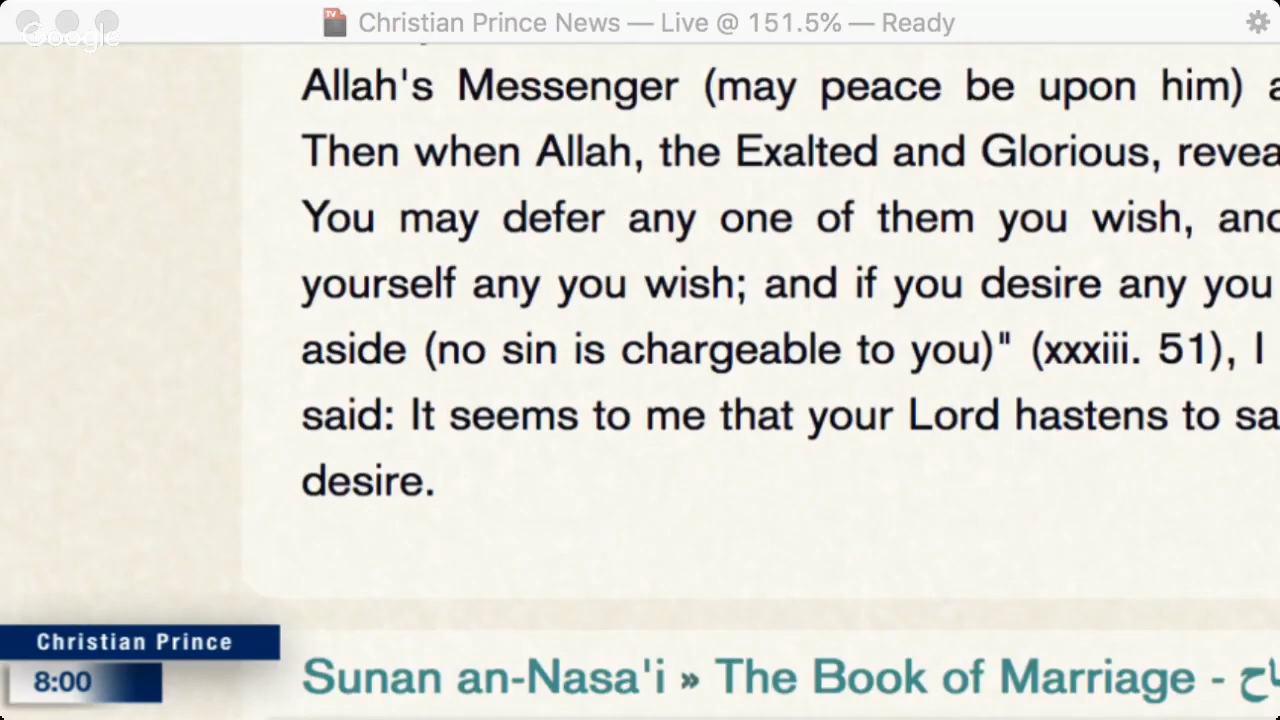 Christian Prince News — Live @ 151.5% — Ready
Google
Allah's Messenger (may peace be upon him)
Then when Allah, the Exalted and Glorious,
You may defer any one of them you wish,
yourself any you wish; and if you desire any you
aside (no sin is chargeable to you)" (xxxiii. 51), I
said: It seems to me that your Lord hastens to
desire.
Christian Prince
8:00
Sunan an-Nasa'i » The Book of Marriage -